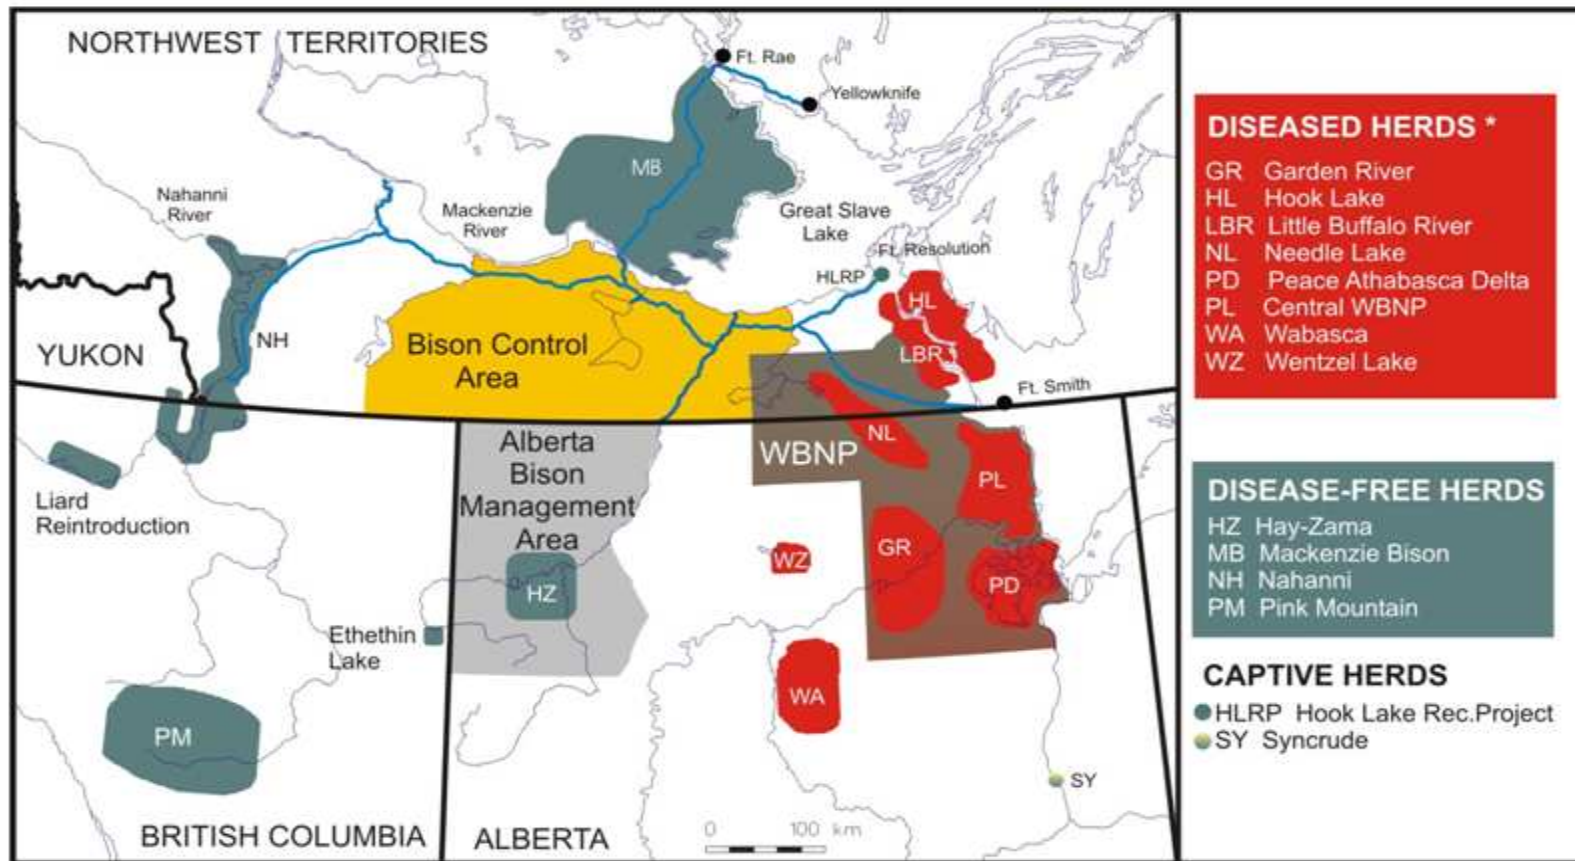 NORTHWEST TERRITORIES
Ft. Rae
Yellowknife
MB
Nahanni
River
Mackenzie
River
Great Slave
Lake
Ft. Resolution
HLRP
HL
NH
YUKON
Bison Control
Area
LBR
Ft. Smith
Alberta
Bison
Management
Area
WBNP
NL
PL
Liard
Reintroduction
WZ
GR
PD
HZ
Ethethin
Lake
WA
PM
SY
BRITISH COLUMBIA
ALBERTA
0 100 km
DISEASED HERDS *
GR Garden River
HL Hook Lake
LBR Little Buffalo River
NL Needle Lake
PD Peace Athabasca Delta
PL Central WBNP
WA Wabasca
WZ Wentzel Lake
DISEASE-FREE HERDS
HZ Hay-Zama
MB Mackenzie Bison
NH Nahanni
PM Pink Mountain
CAPTIVE HERDS
HLRP Hook Lake Rec.Project
SY Syncrude